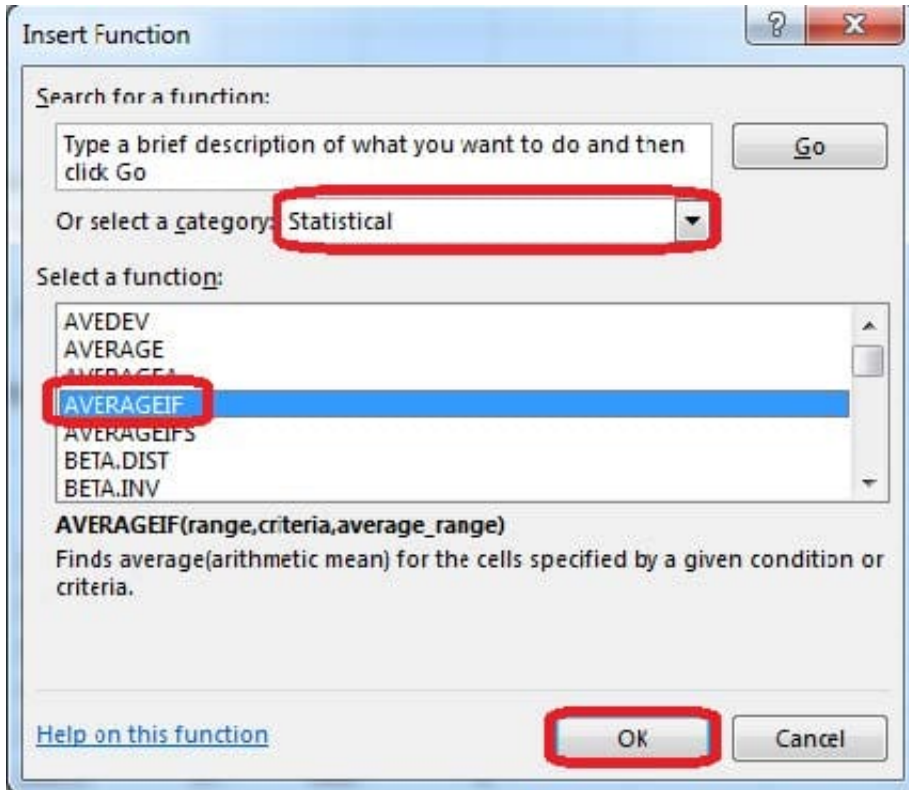 Insert Function
Search for a function:
Type a brief description of what you want to do and then
click Go
Go
Or select a category: Statistical
Select a function:
AVEDEV
AVERAGE
AVERAGEA
AVERAGEIF
AVERAGEIFS
BETA.DIST
BETA.INV
AVERAGEIF(range,criteria,average_range)
Finds average(arithmetic mean) for the cells specified by a given condition or
criteria.
Help on this function
OK
Cancel